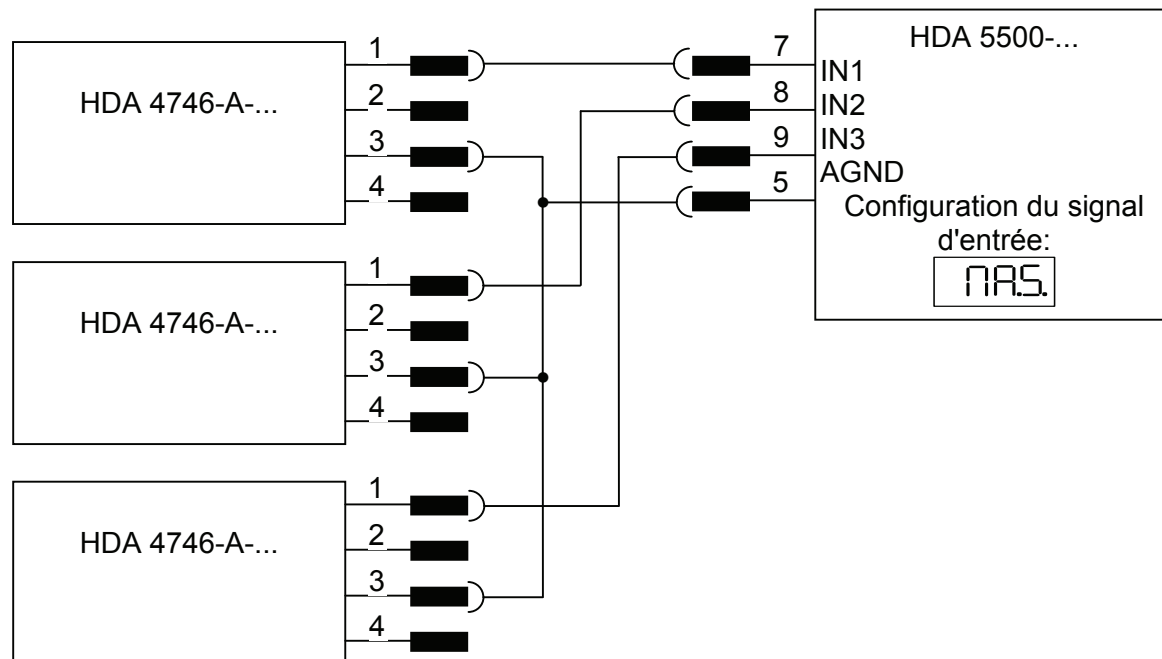 HDA 4746-A-...
1
2
3
4
HDA 4746-A-...
1
2
3
4
HDA 4746-A-...
1
2
3
4
HDA 5500-...
7
IN1
8
IN2
9
IN3
5
AGND
Configuration du signal
d'entrée:
MA.S.